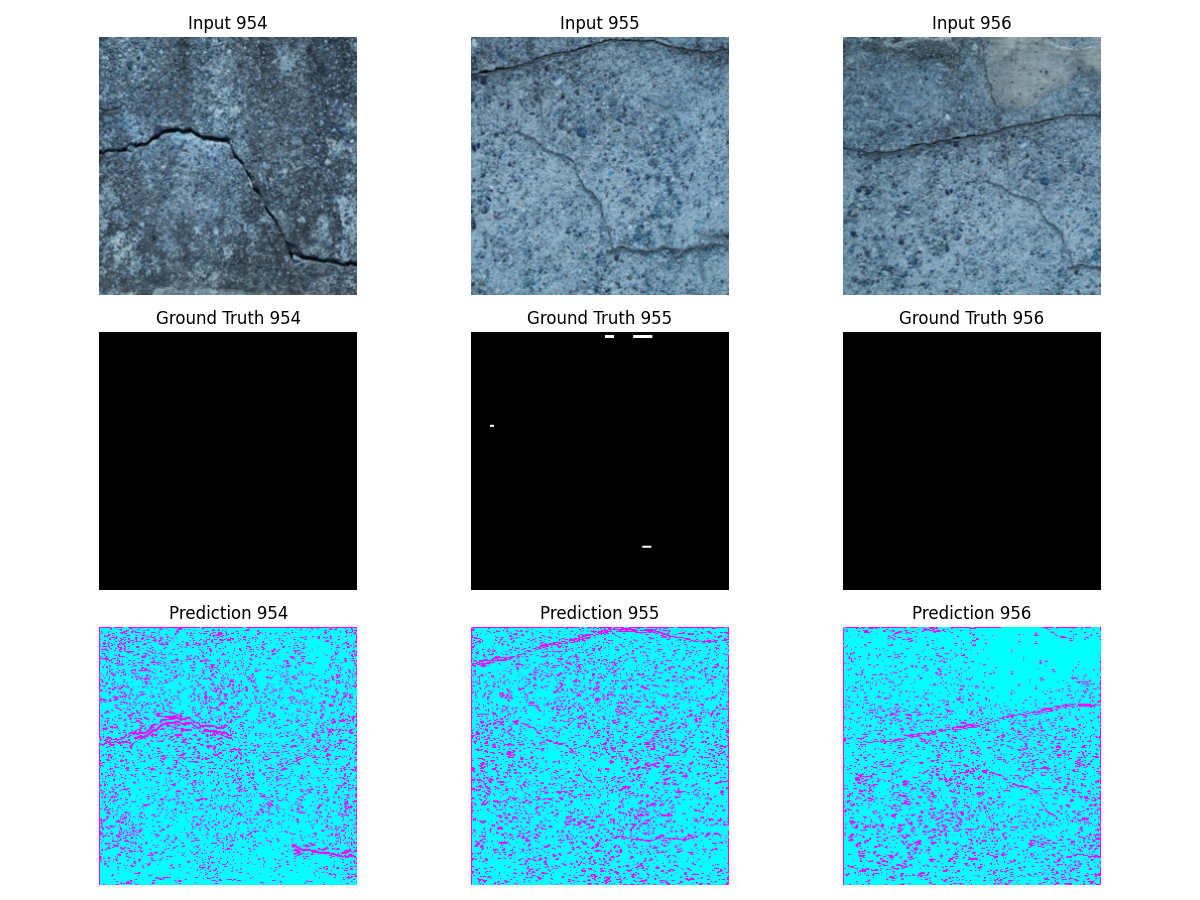 Input 954
Input 955
Input 956
Ground Truth 954
Ground Truth 955
Ground Truth 956
Prediction 954
Prediction 955
Prediction 956